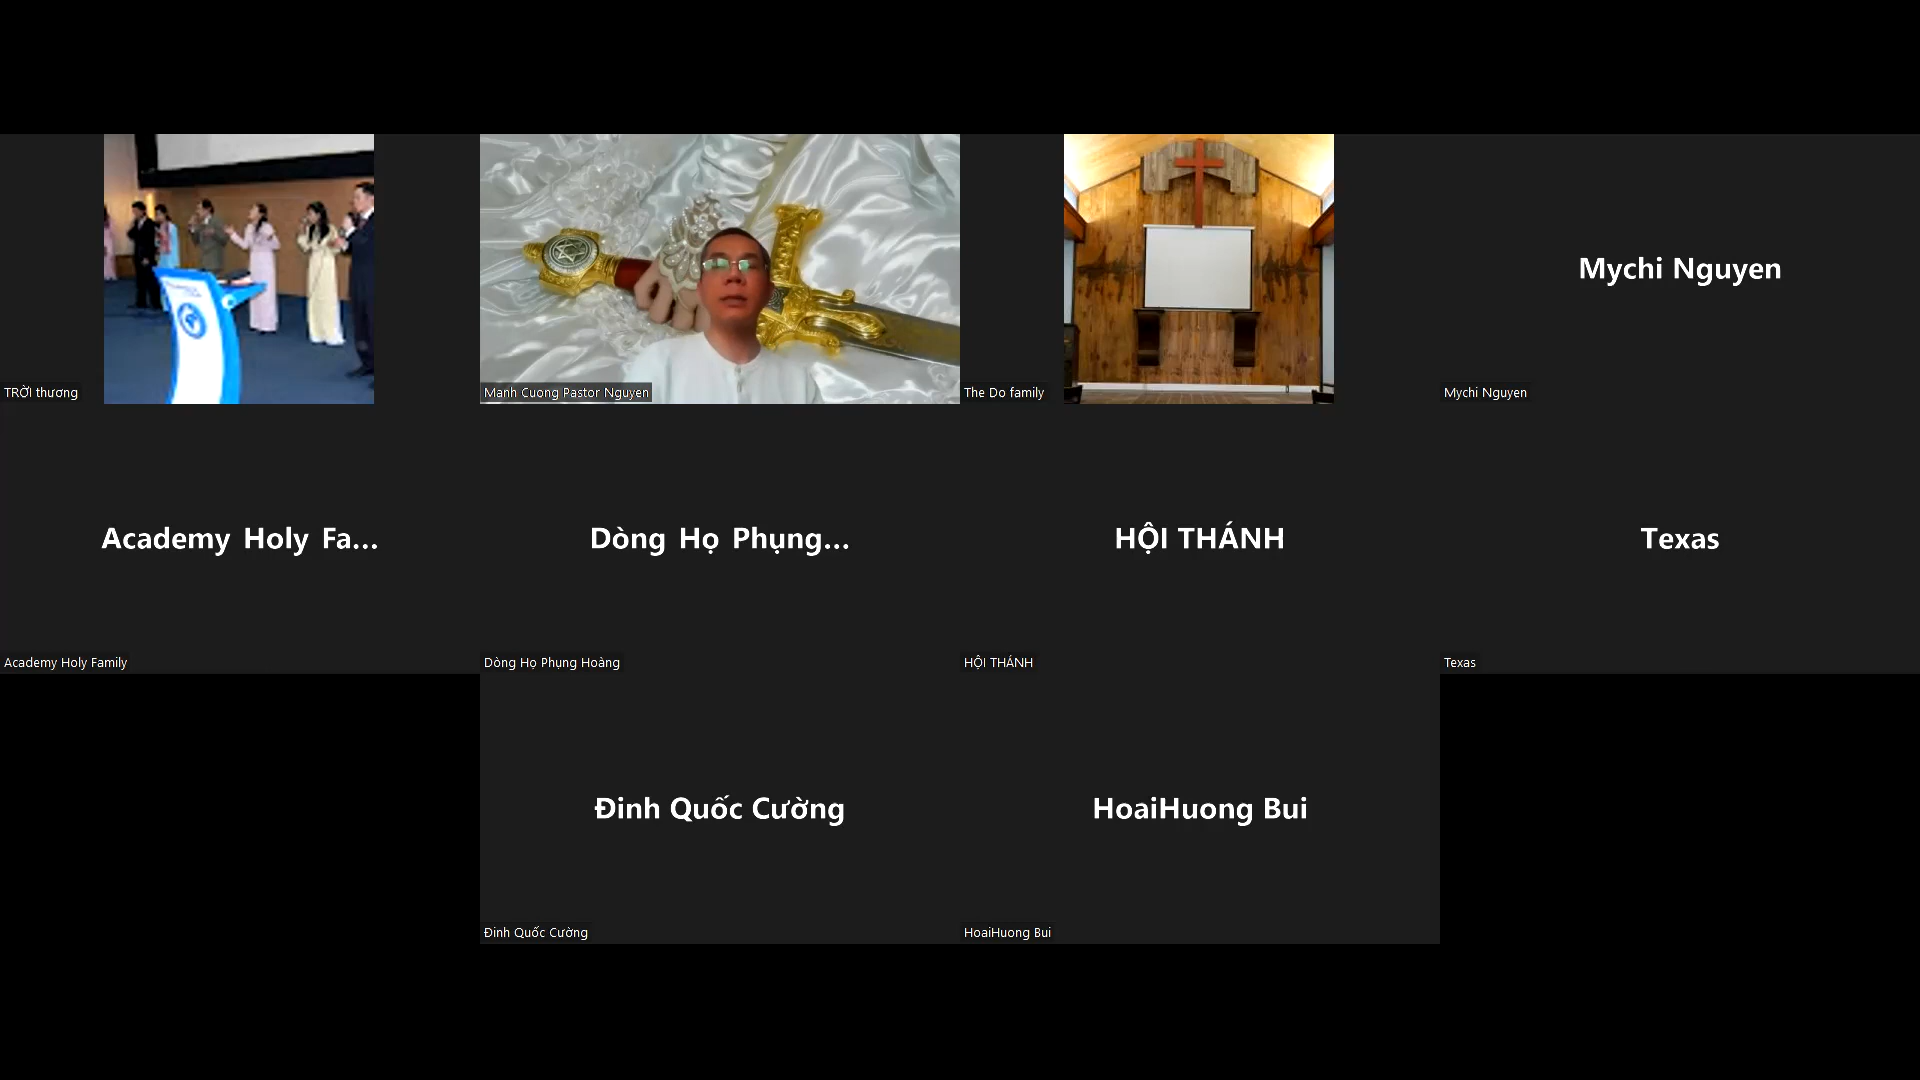 TRỜI thương
Manh Cuong Pastor Nguyen
The Do family
Mychi Nguyen
Mychi Nguyen
Academy Holy Fa...
Dòng Họ Phụng...
HỘI THÁNH
Texas
Academy Holy Family
Dòng Họ Phụng Hoàng
HỘI THÁNH
Texas
Đinh Quốc Cường
HoaiHuong Bui
Đinh Quốc Cường
HoaiHuong Bui